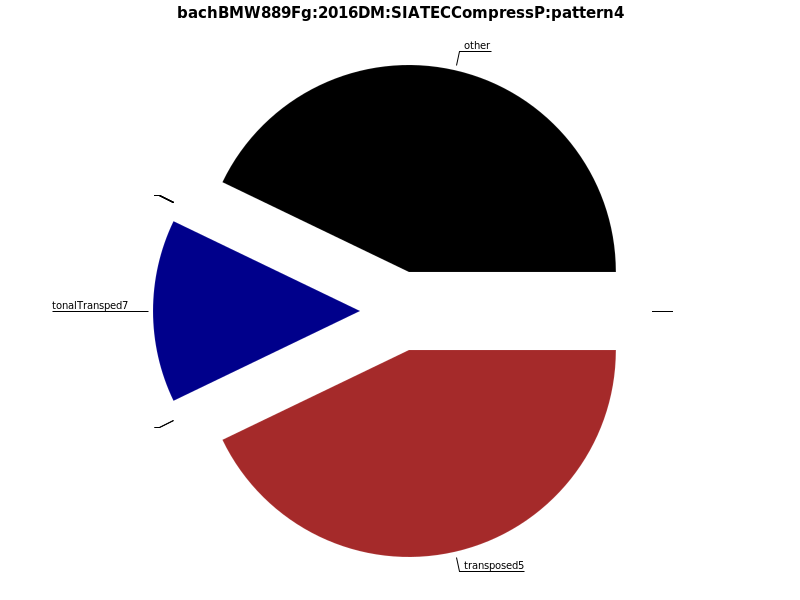 bachBMW889Fg:2016DM:SIATECCompressP:pattern4
other
tonalTransped7
transposed5